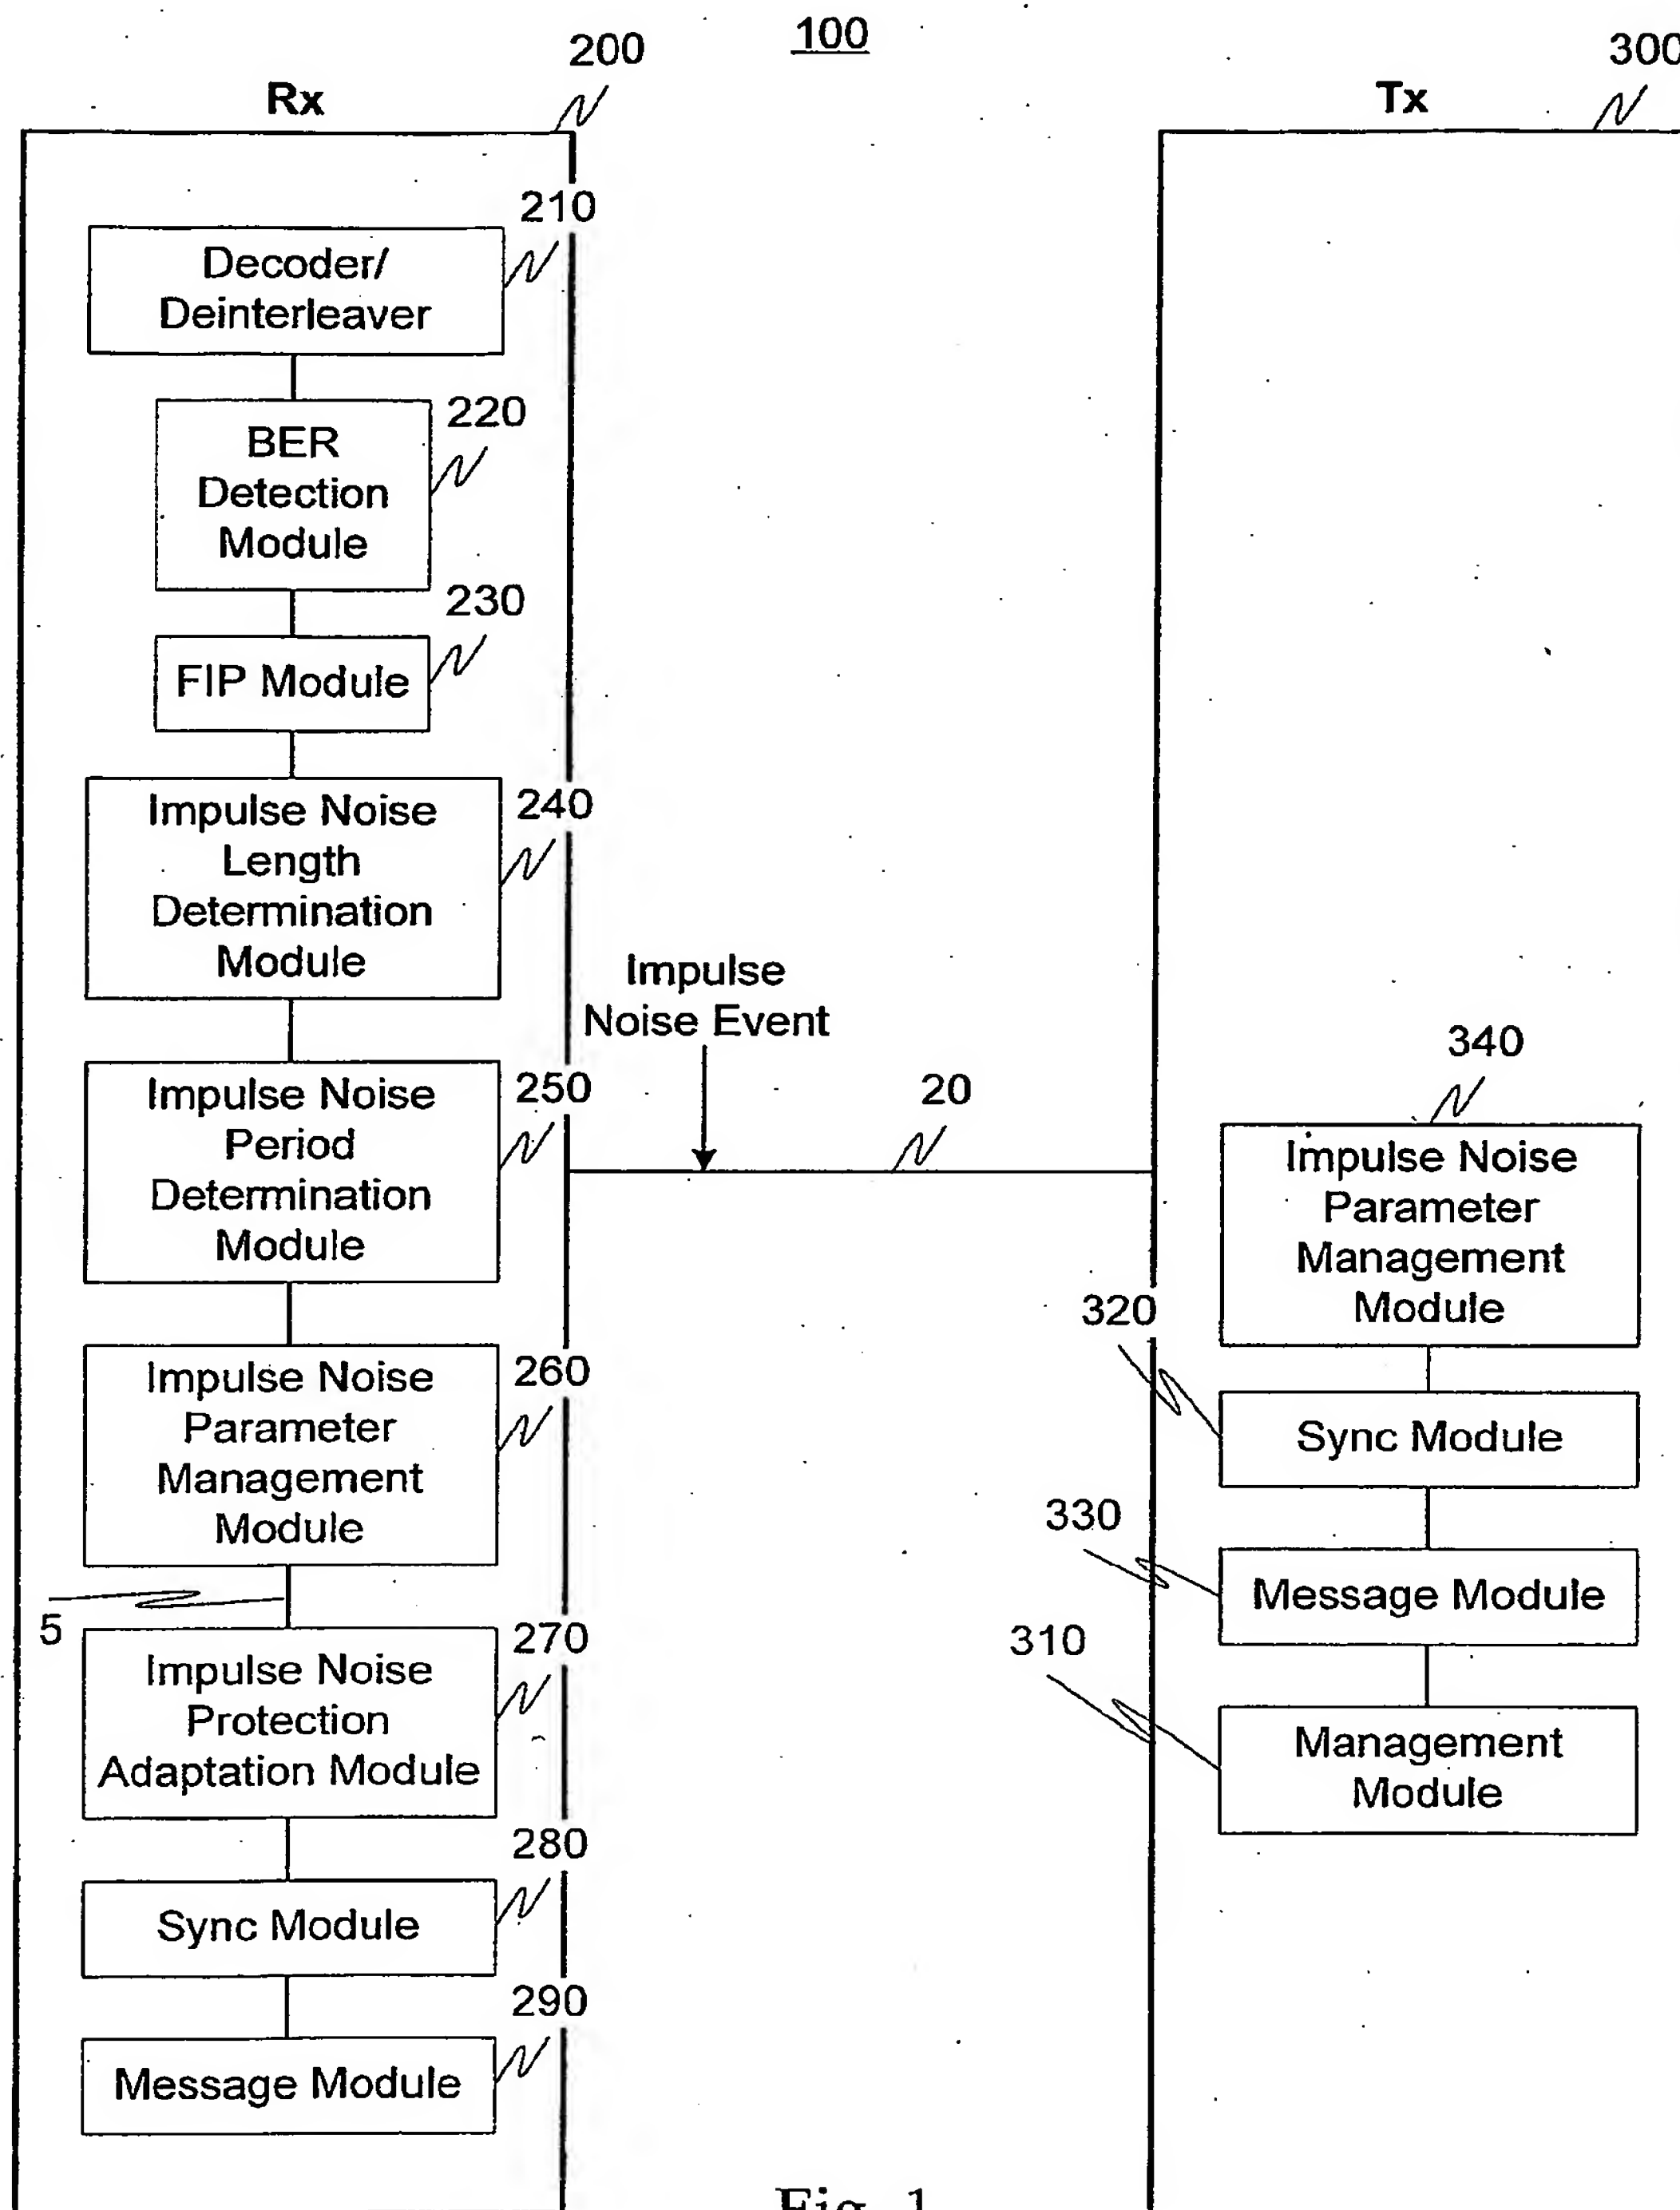 100
200
Rx
210
Decoder/
Deinterleaver
220
BER
Detection
Module
230
FIP Module
240
Impulse Noise
Length
Determination
Module
250
Impulse Noise
Period
Determination
Module
260
Impulse Noise
Parameter
Management
Module
5
270
Impulse Noise
Protection
Adaptation Module
280
Sync Module
290
Message Module
Impulse
Noise Event
20
300
Tx
340
Impulse Noise
Parameter
Management
Module
320
Sync Module
330
Message Module
310
Management
Module
Fig. 1